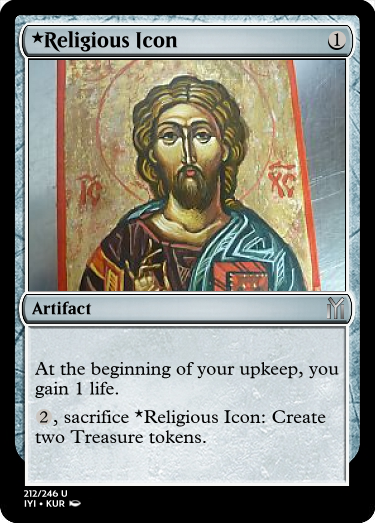 *Religious Icon 1
IC XC
Artifact
At the beginning of your upkeep, you
gain 1 life.
2, sacrifice *Religious Icon: Create
two Treasure tokens.
212/246 U
IYI • KUR